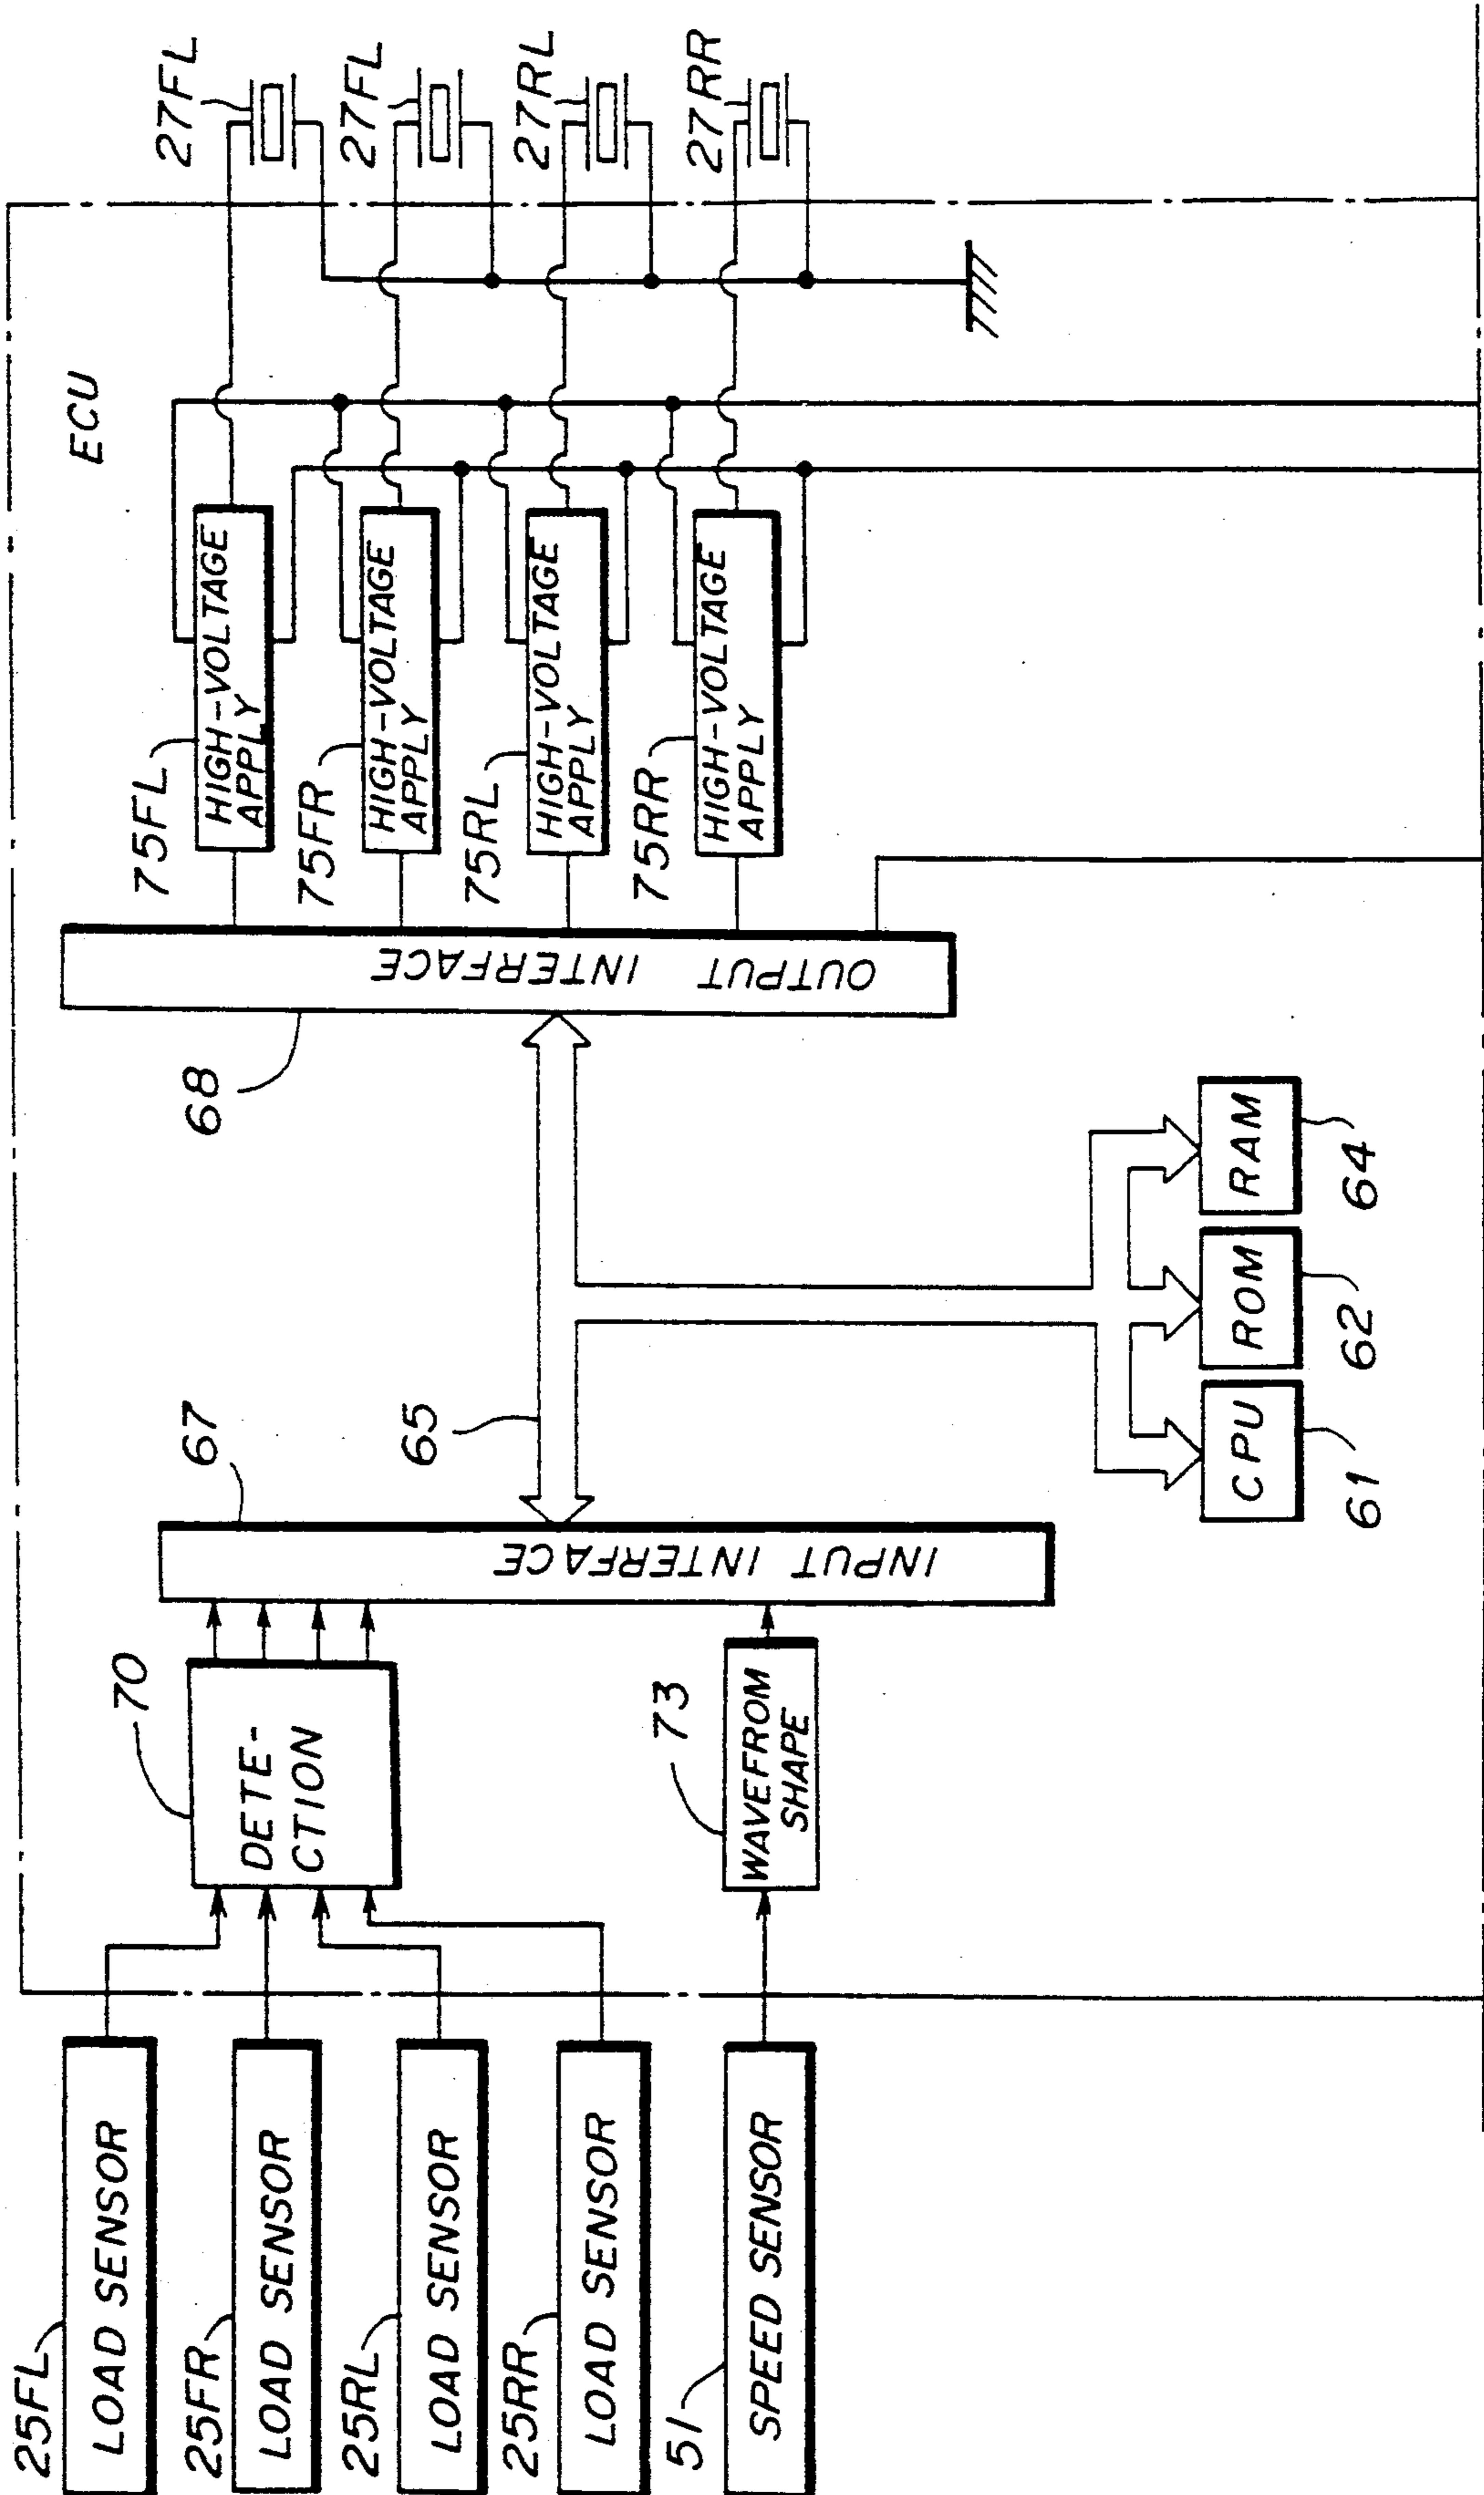 ECU
25FL
LOAD SENSOR
25FR
LOAD SENSOR
25RL
LOAD SENSOR
25RR
LOAD SENSOR
51
SPEED SENSOR
70
DETE-
CTION
73
WAVEFROM
SHAPE
67
INPUT INTERFACE
65
CPU
61
ROM
62
RAM
64
68
OUTPUT INTERFACE
75FL
HIGH-VOLTAGE
APPLY
75FR
HIGH-VOLTAGE
APPLY
75RL
HIGH-VOLTAGE
APPLY
75RR
HIGH-VOLTAGE
APPLY
27FL
27FL
27RL
27RR